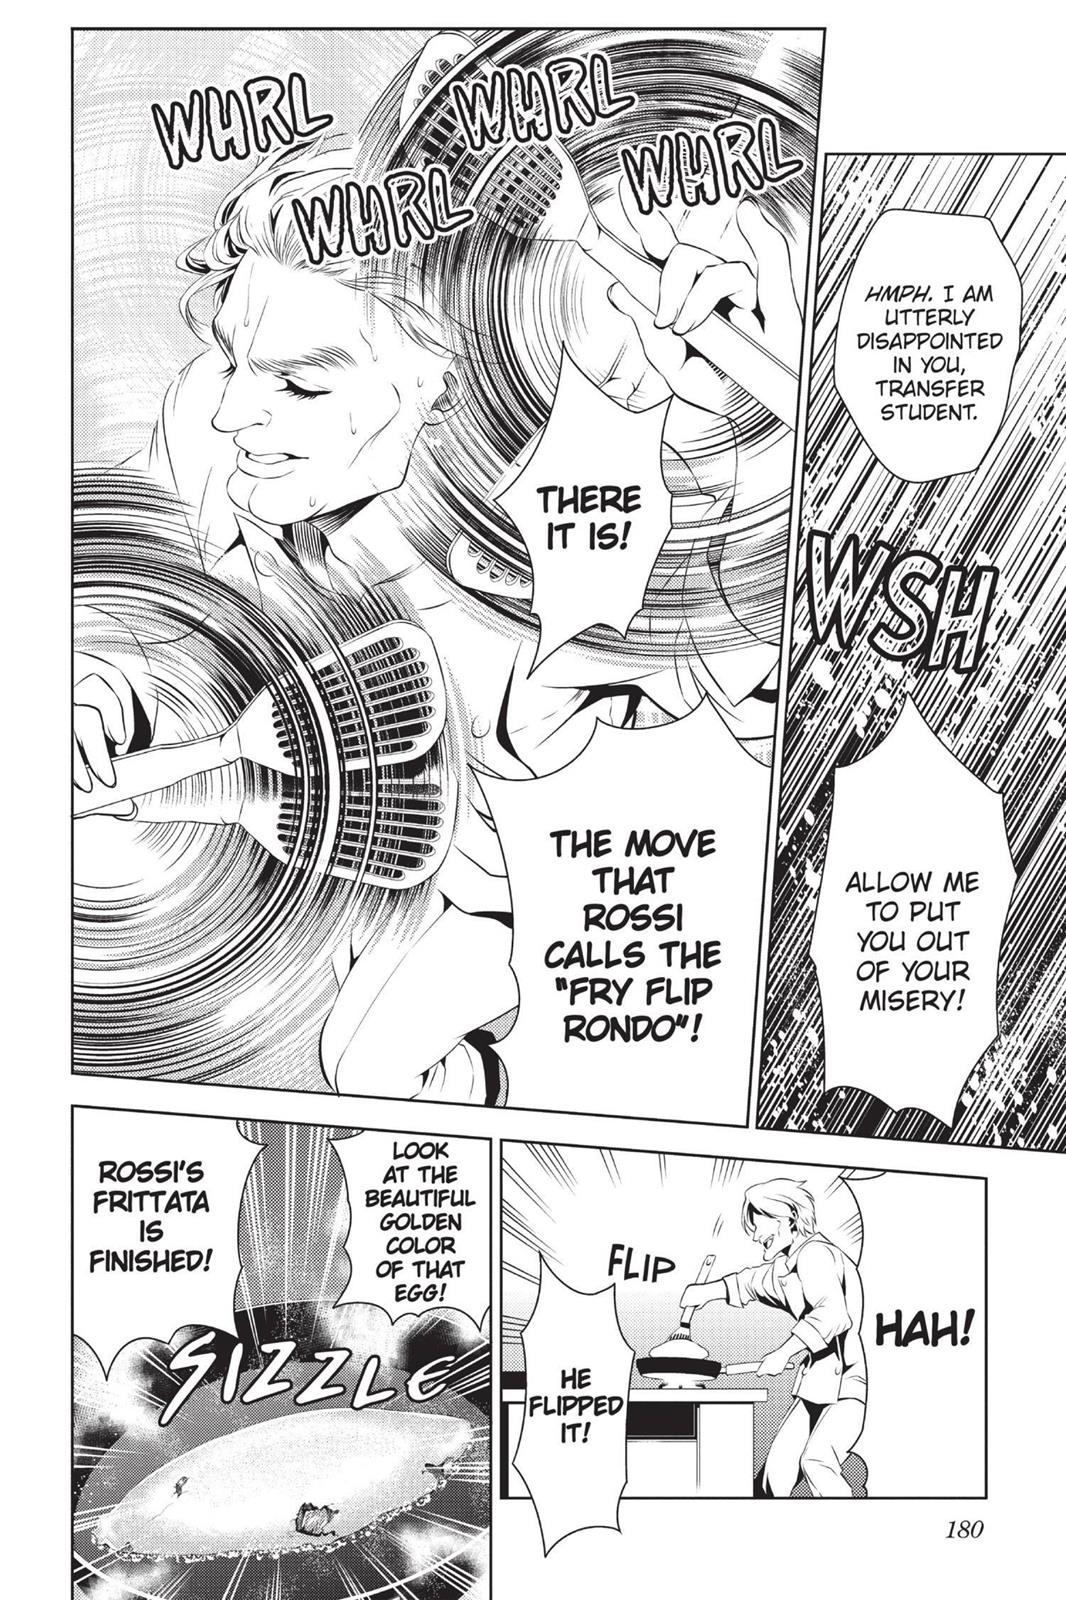 HMPH. I AM
UTTERLY
DISAPPOINTED
IN YOU,
TRANSFER
STUDENT.
WSH
ALLOW ME
TO PUT
YOU OUT
OF YOUR
MISERY!
WHRL
WHRL
WHRL
WHRL
THERE
IT IS!
THE MOVE
THAT
ROSSI
CALLS THE
"FRY FLIP
RONDO"!
HAH!
FLIP
HE
FLIPPED
IT!
LOOK
AT THE
BEAUTIFUL
GOLDEN
COLOR
OF THAT
EGG!
ROSSI'S
FRITTATA
IS
FINISHED!
SIZZLE
180